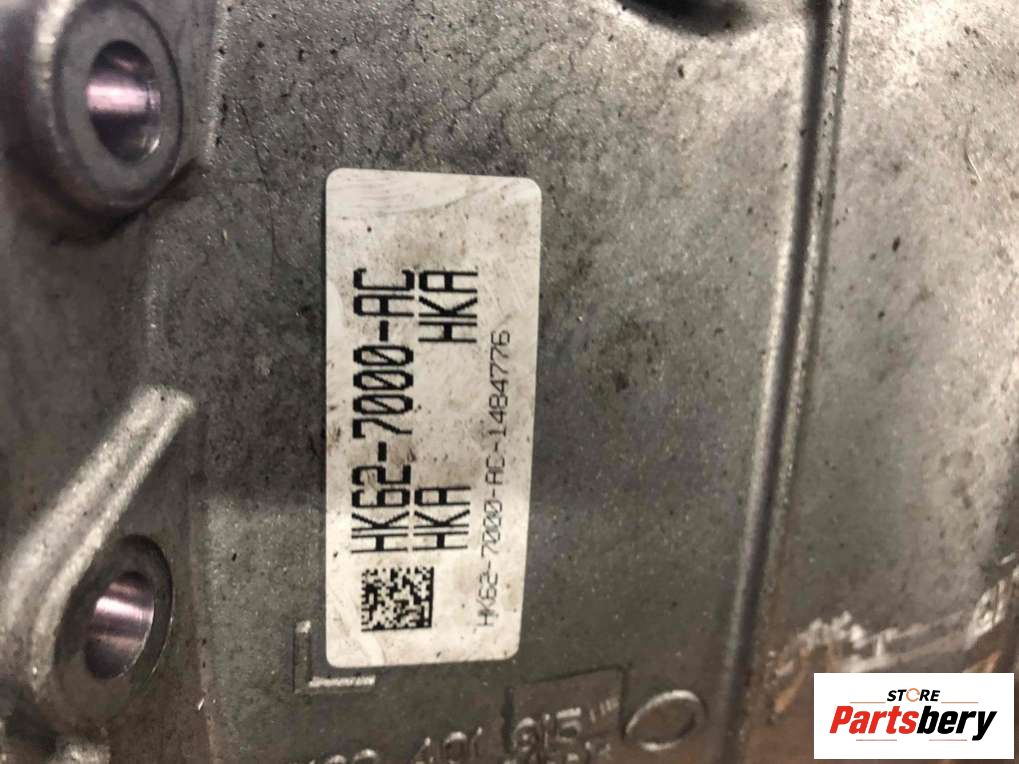 HK62-7000-AC
HKA HKA
HK62-7000-AC-1484776
STORE
Partsbery